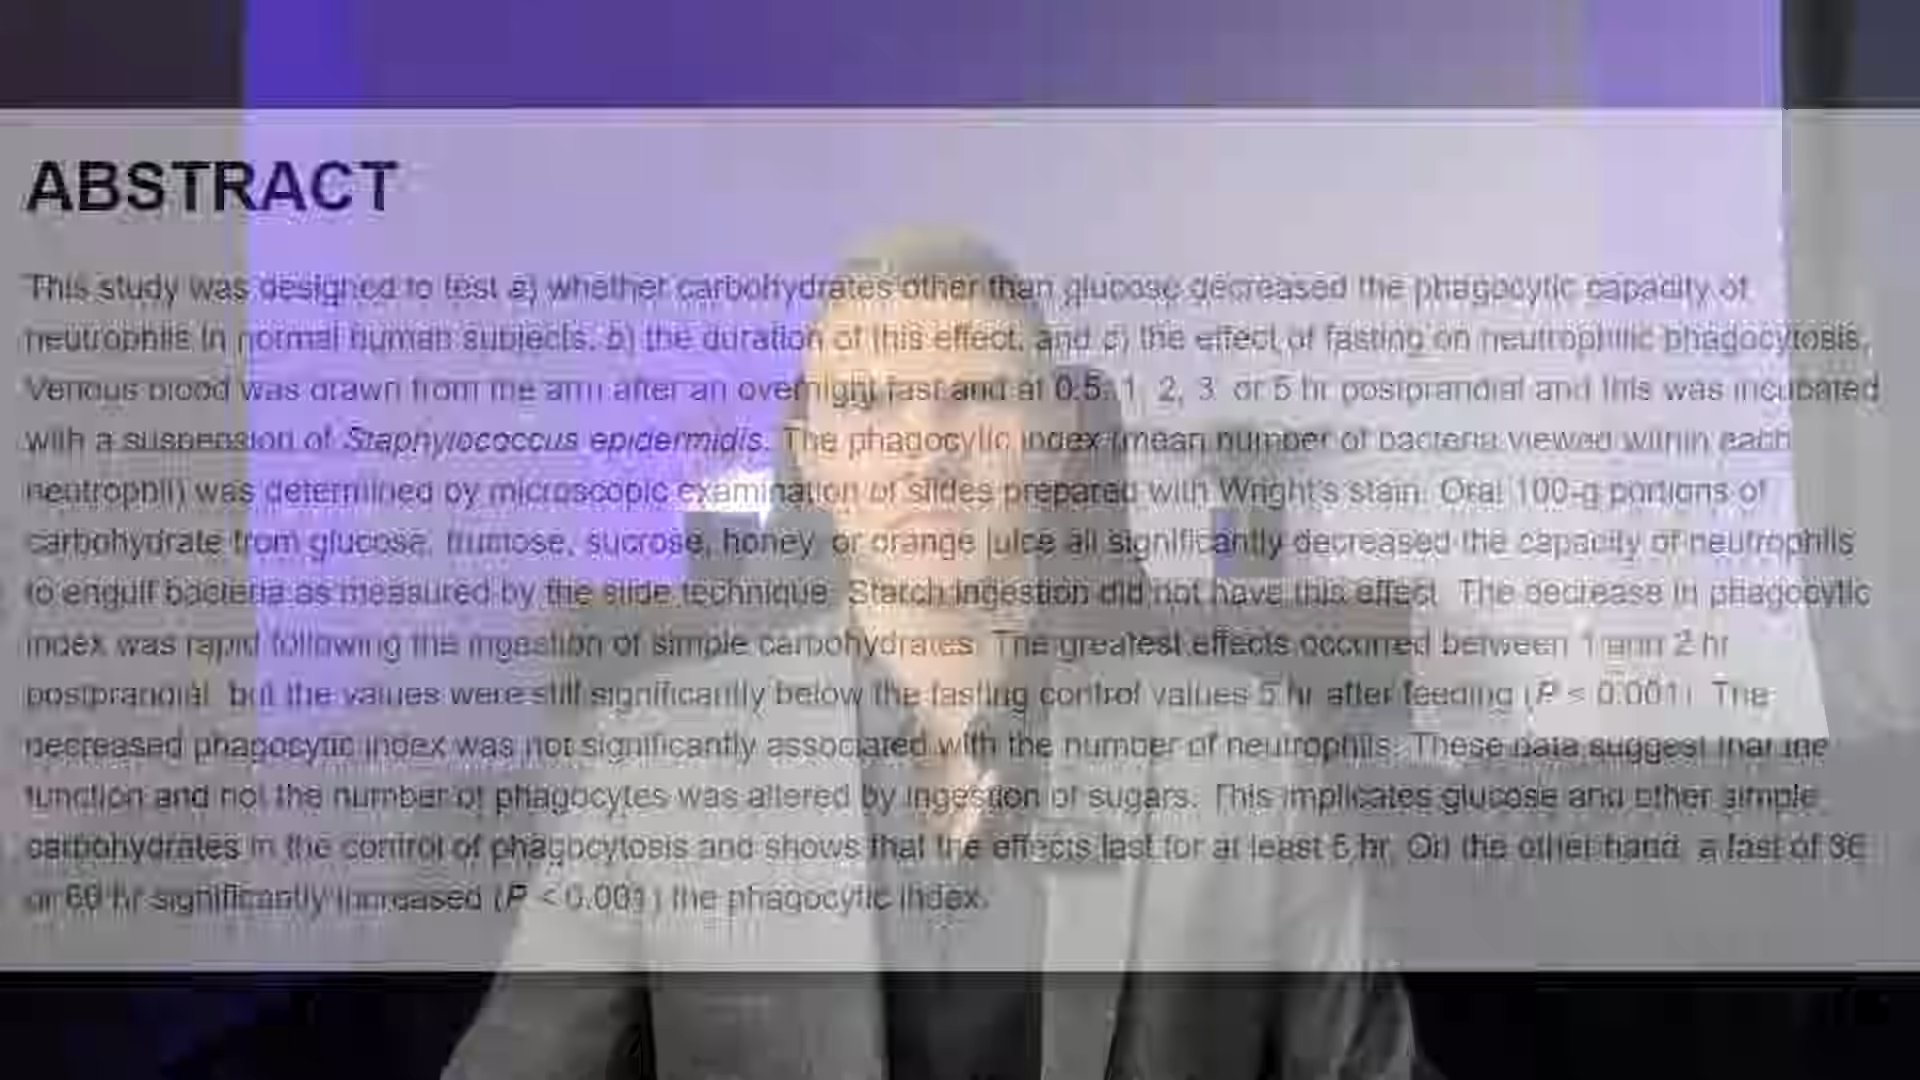 ABSTRACT
This study was designed to test a) whether carbohydrates other than glucose decreased the phagocytic capacity of
neutrophils in normal human subjects, b) the duration of this effect, and c) the effect of fasting on neutrophilic phagocytosis.
Venous blood was drawn from the arm after an overnight fast and at 0.5, 1, 2, 3, or 5 hr postprandial and this was incubated
with a suspension of Staphylococcus epidermidis. The phagocytic index (mean number of bacteria viewed within each
neutrophil) was determined by microscopic examination of slides prepared with Wright's stain. Oral 100-g portions of
carbohydrate from glucose, fructose, sucrose, honey, or orange juice all significantly decreased the capacity of neutrophils
to engulf bacteria as measured by the slide technique. Starch ingestion did not have this effect. The decrease in phagocytic
index was rapid following the ingestion of simple carbohydrates. The greatest effects occurred between 1 and 2 hr
postprandial, but the values were still significantly below the fasting control values 5 hr after feeding (P < 0.001). The
decreased phagocytic index was not significantly associated with the number of neutrophils. These data suggest that the
function and not the number of phagocytes was altered by ingestion of sugars. This implicates glucose and other simple
carbohydrates in the control of phagocytosis and shows that the effects last for at least 5 hr. On the other hand, a fast of 36
or 60 hr significantly increased (P < 0.001) the phagocytic index.